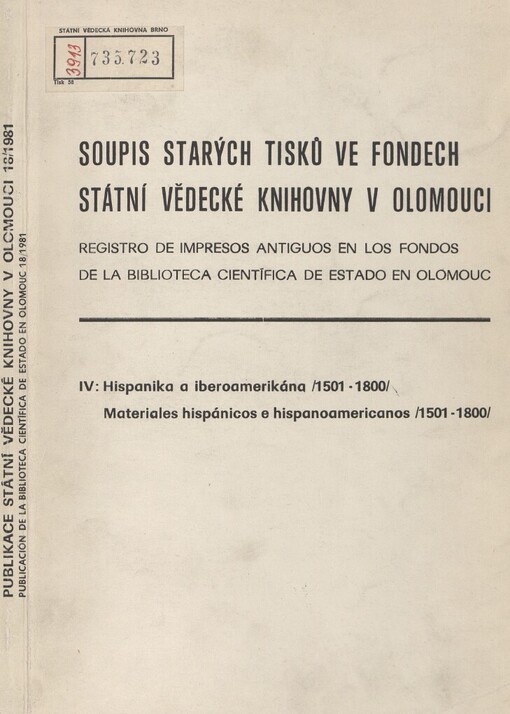 STÁTNÍ VĚDECKÁ KNIHOVNA BRNO
3913
735.723
Tisk 58
SOUPIS STARÝCH TISKŮ VE FONDECH
STÁTNÍ VĚDECKÉ KNIHOVNY V OLOMOUCI
REGISTRO DE IMPRESOS ANTIGUOS EN LOS FONDOS
DE LA BIBLIOTECA CIENTÍFICA DE ESTADO EN OLOMOUC
IV: Hispanika a iberoamerikána /1501-1800/
Materiales hispánicos e hispanoamericanos /1501-1800/
PUBLIKACE STÁTNÍ VĚDECKÉ KNIHOVNY V OLOMOUCI 18/1981
PUBLICACIÓN DE LA BIBLIOTECA CIENTÍFICA DE ESTADO EN OLOMOUC 18/1981